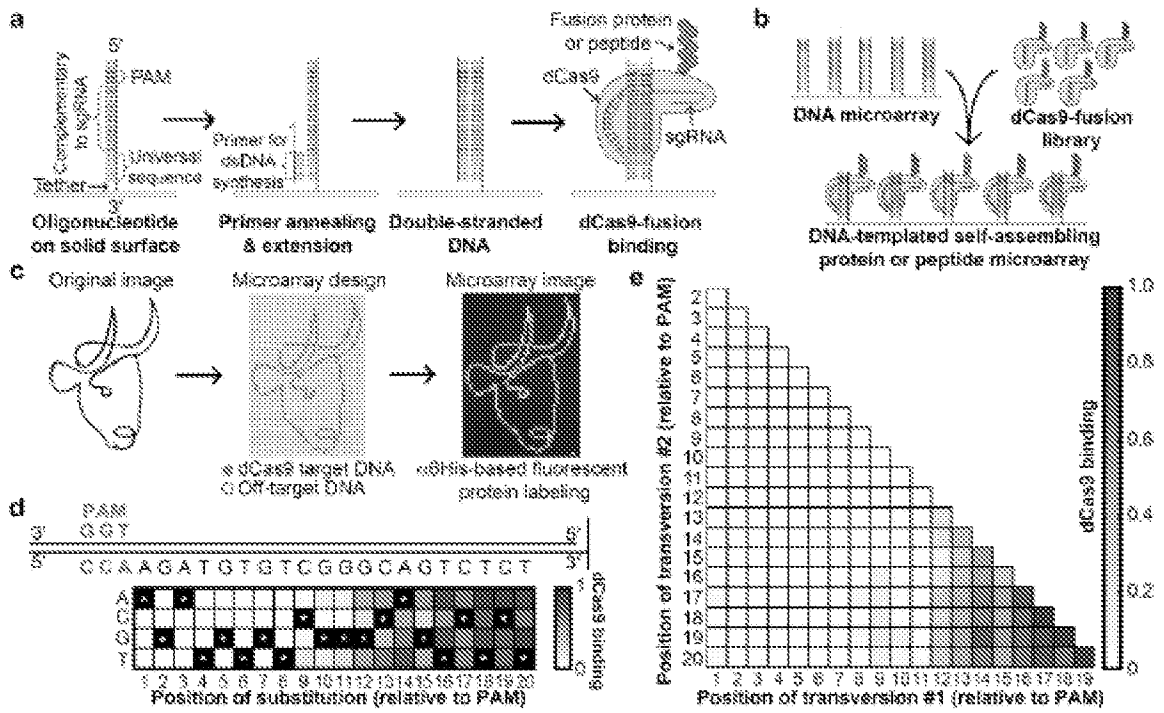 a
5'
PAM
Complementary
to sgRNA
Universal
sequence
Tether
3'
Oligonucleotide
on solid surface
Primer for
dsDNA
synthesis
Primer annealing
& extension
Double-stranded
DNA
Fusion protein
or peptide
dCas9
sgRNA
dCas9-fusion
binding
b
DNA microarray
dCas9-fusion
library
DNA-templated self-assembling
protein or peptide microarray
c
Original image
Microarray design
Microarray image
dCas9 target DNA
Off-target DNA
α6His-based fluorescent
protein labeling
d
PAM
G G T
3' 5'
5' 3'
C C A A G A T G T G T C G G G C A G T C T C T
A
C
G
T
1 2 3 4 5 6 7 8 9 10 11 12 13 14 15 16 17 18 19 20
Position of substitution (relative to PAM)
1
0
dCas9 binding
e
Position of transversion #2 (relative to PAM)
2
3
4
5
6
7
8
9
10
11
12
13
14
15
16
17
18
19
20
1 2 3 4 5 6 7 8 9 10 11 12 13 14 15 16 17 18 19
Position of transversion #1 (relative to PAM)
dCas9 binding
1.0
0.8
0.6
0.4
0.2
0